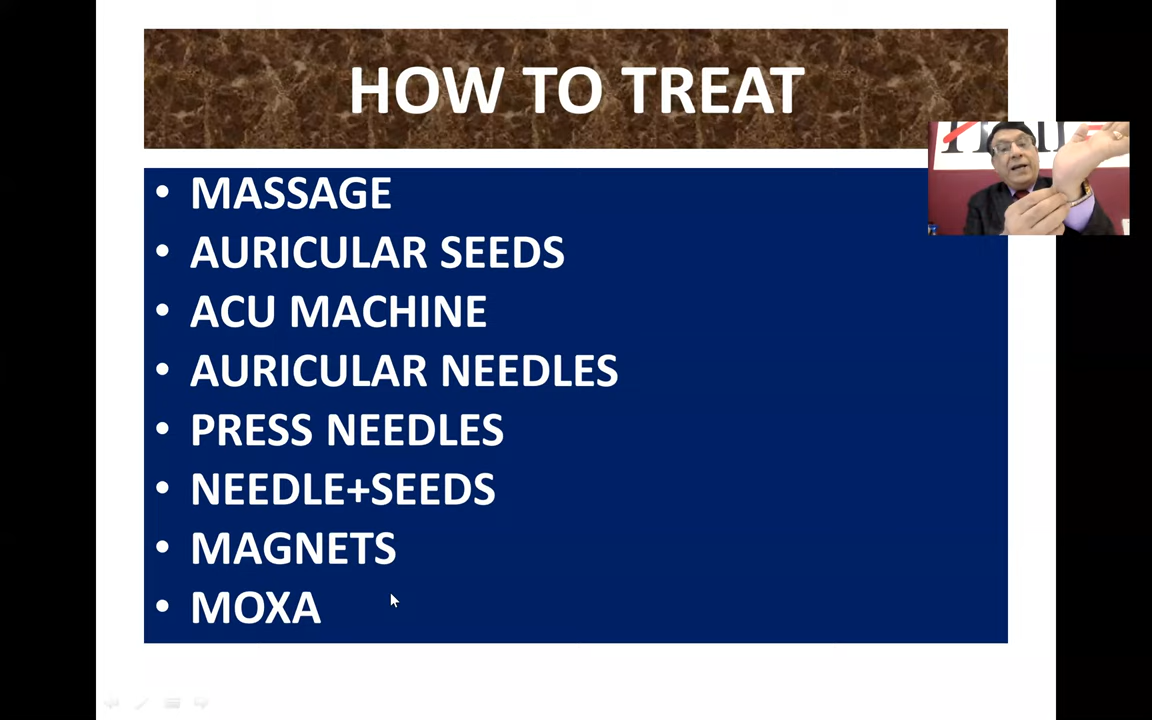 HOW TO TREAT
• MASSAGE
• AURICULAR SEEDS
• ACU MACHINE
• AURICULAR NEEDLES
• PRESS NEEDLES
• NEEDLE+SEEDS
• MAGNETS
• MOXA